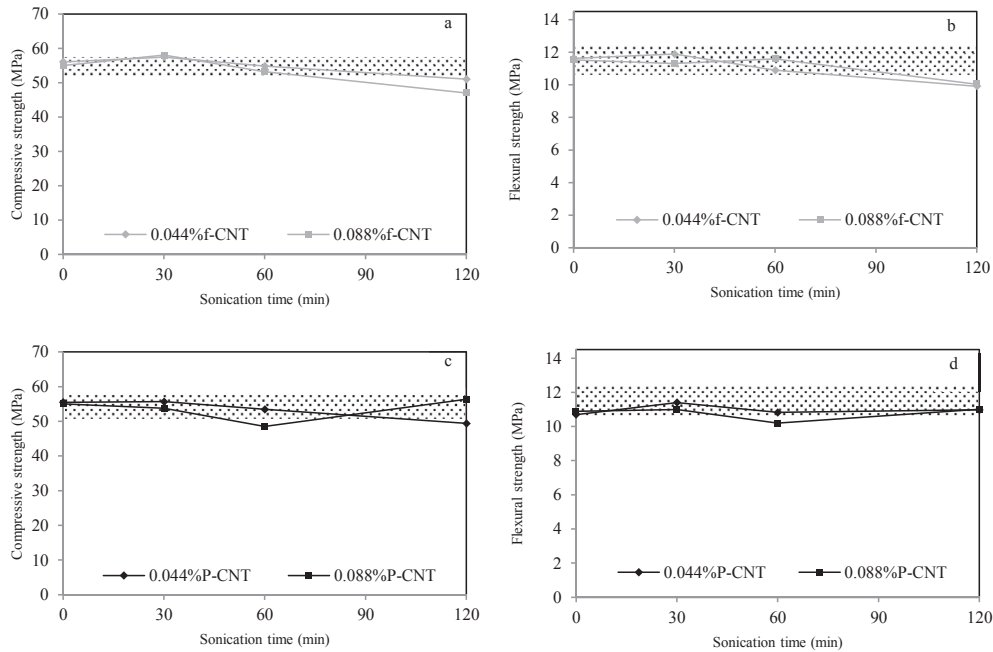 a
Compressive strength (MPa)
70
60
50
40
30
20
10
0
0.044%f-CNT
0.088%f-CNT
0
30
60
90
120
Sonication time (min)
b
Flexural strength (MPa)
14
12
10
8
6
4
2
0
0.044%f-CNT
0.088%f-CNT
0
30
60
90
120
Sonication time (min)
c
Compressive strength (MPa)
70
60
50
40
30
20
10
0
0.044%P-CNT
0.088%P-CNT
0
30
60
90
120
Sonication time (min)
d
Flexural strength (MPa)
14
12
10
8
6
4
2
0
0.044%P-CNT
0.088%P-CNT
0
30
60
90
120
Sonication time (min)